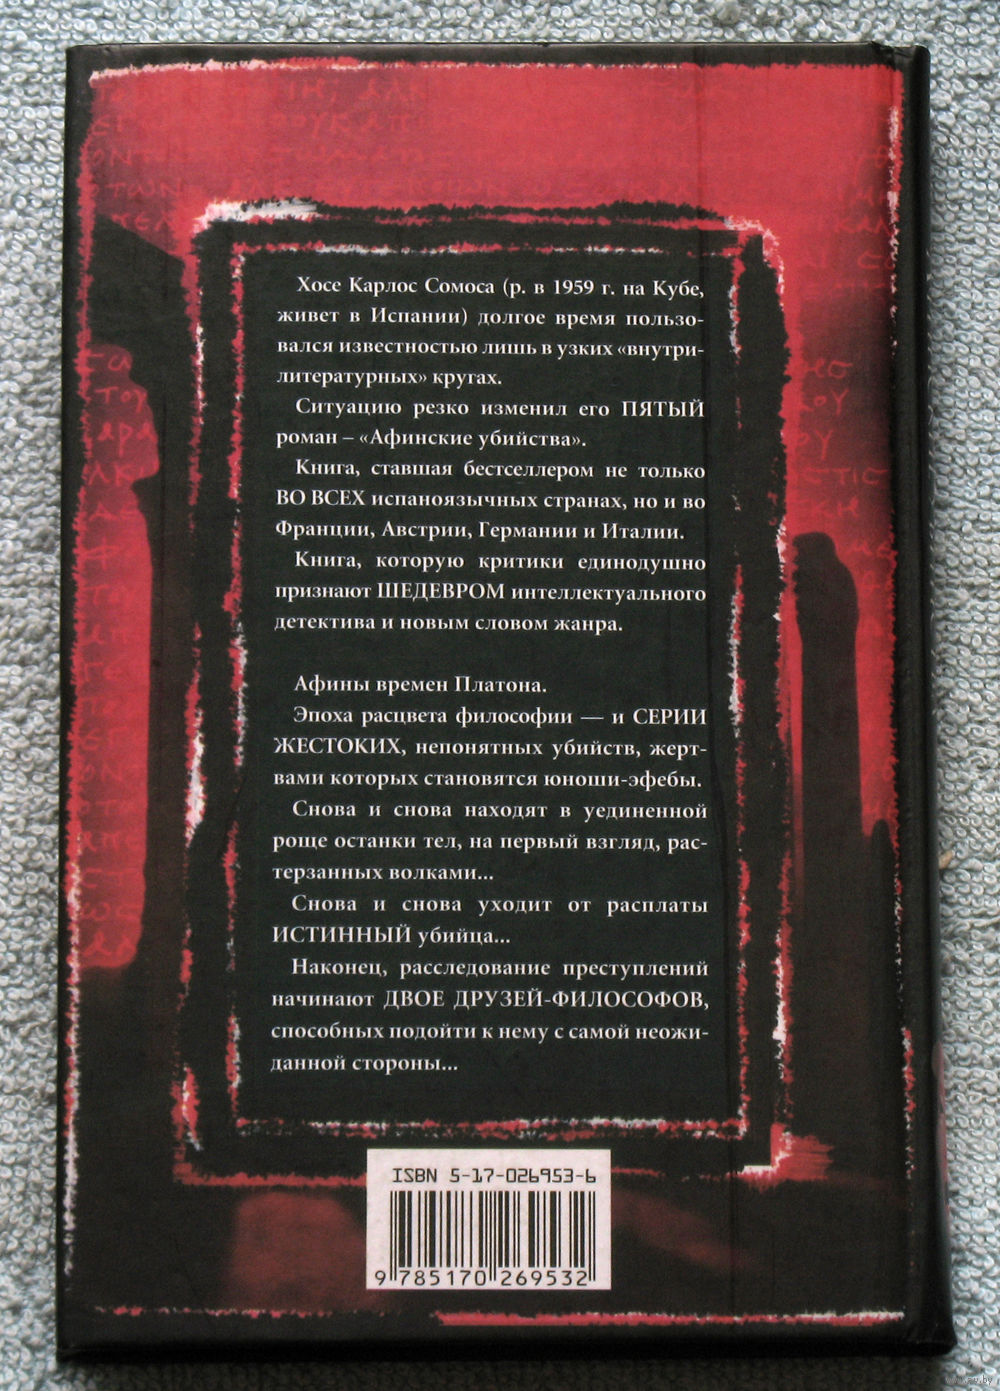 Хосе Карлос Сомоса (р. в 1959 г. на Кубе,
живет в Испании) долгое время пользо-
вался известностью лишь в узких «внутри-
литературных» кругах.
Ситуацию резко изменил его ПЯТЫЙ
роман – «Афинские убийства».
Книга, ставшая бестселлером не только
ВО ВСЕХ испаноязычных странах, но и во
Франции, Австрии, Германии и Италии.
Книга, которую критики единодушно
признают ШЕДЕВРОМ интеллектуального
детектива и новым словом жанра.
Афины времен Платона.
Эпоха расцвета философии — и СЕРИИ
ЖЕСТОКИХ, непонятных убийств, жерт-
вами которых становятся юноши-эфебы.
Снова и снова находят в уединенной
роще останки тел, на первый взгляд, рас-
терзанных волками...
Снова и снова уходит от расплаты
ИСТИННЫЙ убийца...
Наконец, расследование преступлений
начинают ДВОЕ ДРУЗЕЙ-ФИЛОСОФОВ,
способных подойти к нему с самой неожи-
данной стороны...
ISBN 5-17-026953-6
9 785170 269532